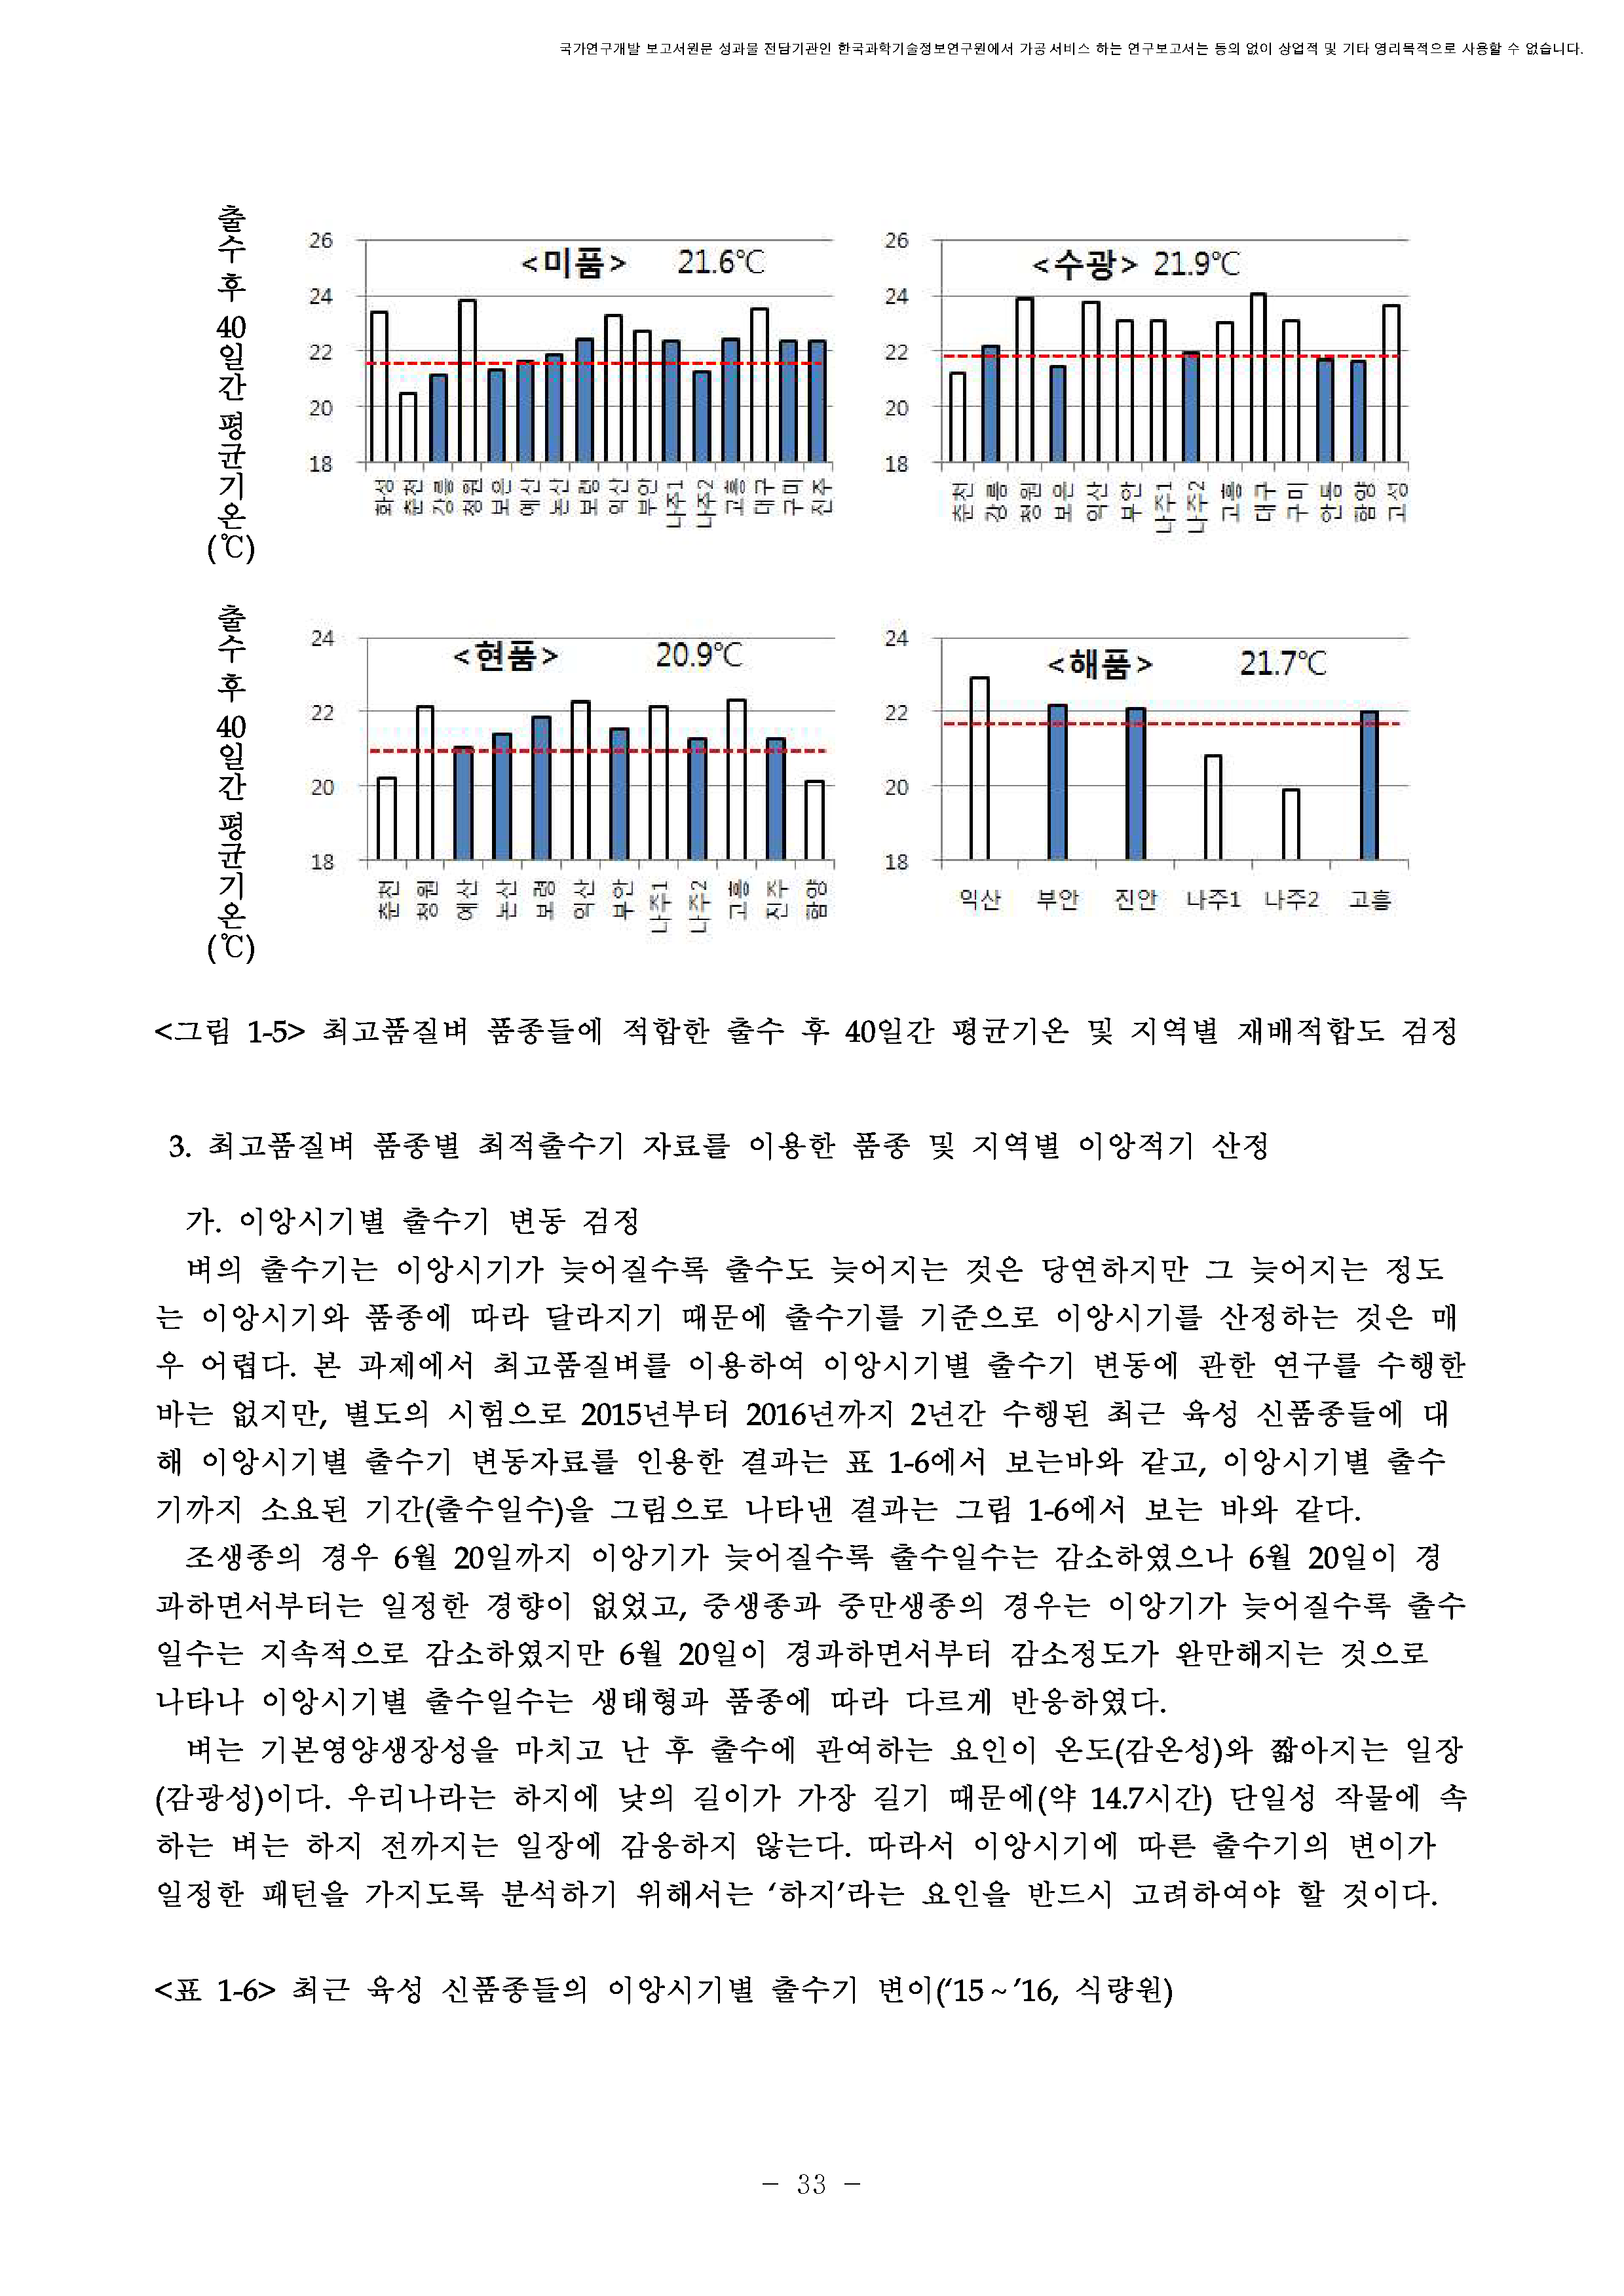 국가연구개발 보고서원문 성과물 전담기관인 한국과학기술정보연구원에서 가공·서비스 하는 연구보고서는 동의 없이 상업적 및 기타 영리목적으로 사용할 수 없습니다.
출수 후 40일간 평균기온(℃)
26
24
22
20
18
<미품> 21.6℃
화성 춘천 강릉 청원 보은 예산 논산 보령 익산 부안 나주1 나주2 고흥 대구 구미 진주
26
24
22
20
18
<수광> 21.9℃
춘천 강릉 청원 보은 익산 부안 나주1 나주2 고흥 대구 구미 안동 함양 고성
출수 후 40일간 평균기온(℃)
24
22
20
18
<현품> 20.9℃
춘천 청원 예산 논산 보령 익산 부안 나주1 나주2 고흥 진주 함양
24
22
20
18
<해품> 21.7℃
익산 부안 진안 나주1 나주2 고흥
<그림 1-5> 최고품질벼 품종들에 적합한 출수 후 40일간 평균기온 및 지역별 재배적합도 검정
3. 최고품질벼 품종별 최적출수기 자료를 이용한 품종 및 지역별 이앙적기 산정
가. 이앙시기별 출수기 변동 검정
벼의 출수기는 이앙시기가 늦어질수록 출수도 늦어지는 것은 당연하지만 그 늦어지는 정도
는 이앙시기와 품종에 따라 달라지기 때문에 출수기를 기준으로 이앙시기를 산정하는 것은 매
우 어렵다. 본 과제에서 최고품질벼를 이용하여 이앙시기별 출수기 변동에 관한 연구를 수행한
바는 없지만, 별도의 시험으로 2015년부터 2016년까지 2년간 수행된 최근 육성 신품종들에 대
해 이앙시기별 출수기 변동자료를 인용한 결과는 표 1-6에서 보는바와 같고, 이앙시기별 출수
기까지 소요된 기간(출수일수)을 그림으로 나타낸 결과는 그림 1-6에서 보는 바와 같다.
조생종의 경우 6월 20일까지 이앙기가 늦어질수록 출수일수는 감소하였으나 6월 20일이 경
과하면서부터는 일정한 경향이 없었고, 중생종과 중만생종의 경우는 이앙기가 늦어질수록 출수
일수는 지속적으로 감소하였지만 6월 20일이 경과하면서부터 감소정도가 완만해지는 것으로
나타나 이앙시기별 출수일수는 생태형과 품종에 따라 다르게 반응하였다.
벼는 기본영양생장성을 마치고 난 후 출수에 관여하는 요인이 온도(감온성)와 짧아지는 일장
(감광성)이다. 우리나라는 하지에 낮의 길이가 가장 길기 때문에(약 14.7시간) 단일성 작물에 속
하는 벼는 하지 전까지는 일장에 감응하지 않는다. 따라서 이앙시기에 따른 출수기의 변이가
일정한 패턴을 가지도록 분석하기 위해서는 ‘하지’라는 요인을 반드시 고려하여야 할 것이다.
<표 1-6> 최근 육성 신품종들의 이앙시기별 출수기 변이(‘15 ~ ’16, 식량원)
- 33 -